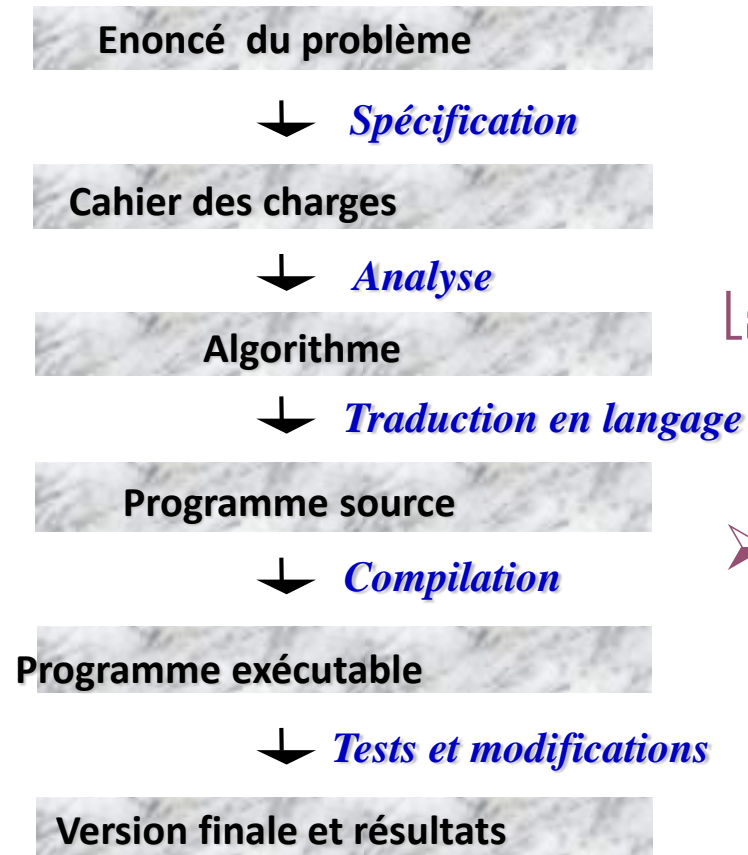 Enoncé du problème
Spécification
Cahier des charges
Analyse
Algorithme
Traduction en langage
Programme source
Compilation
Programme exécutable
Tests et modifications
Version finale et résultats